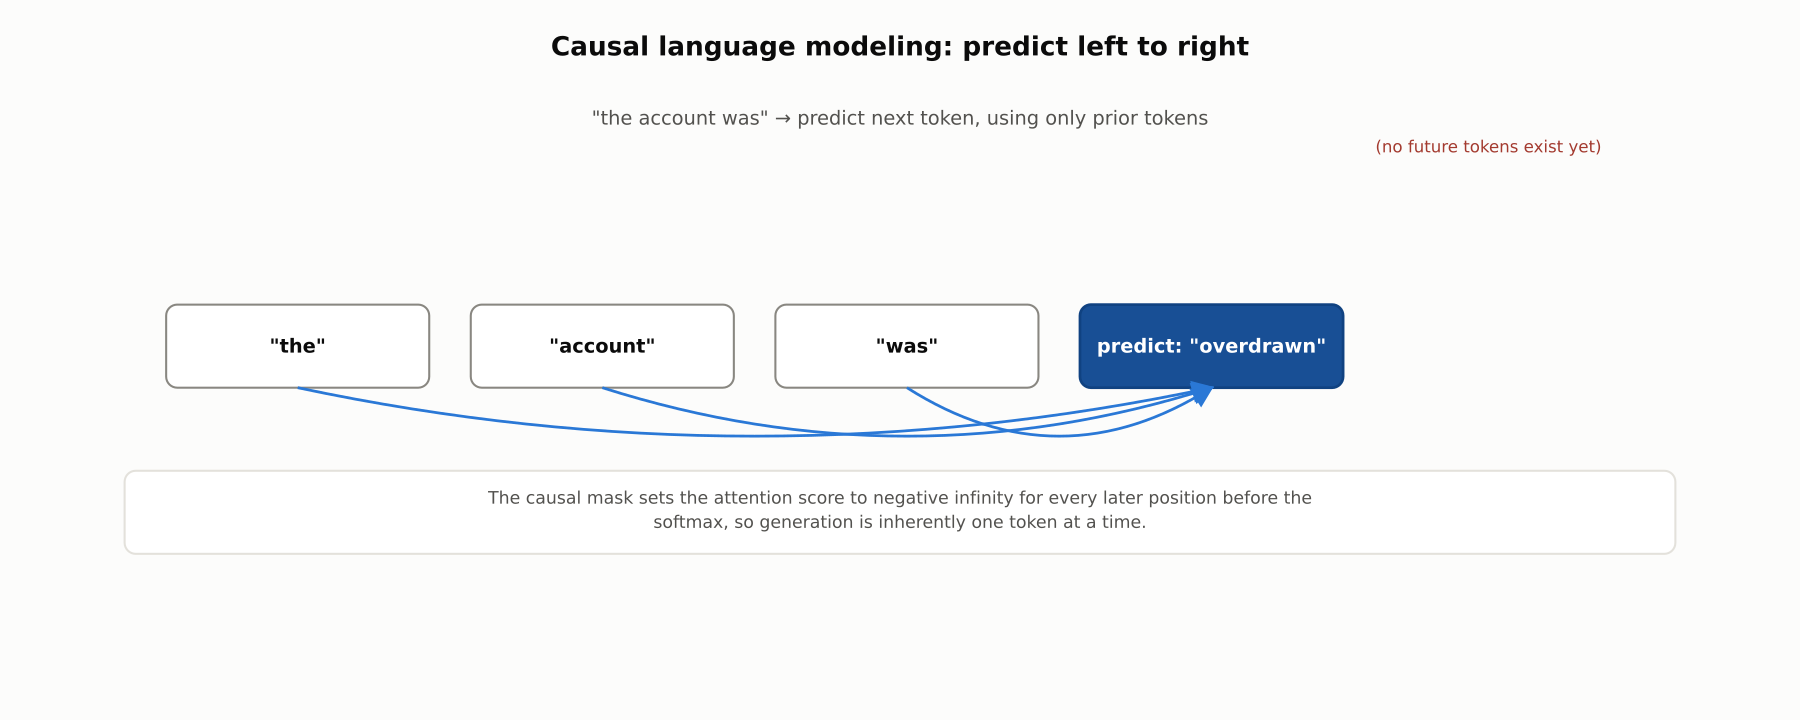 Causal language modeling: predict left to right
"the account was" → predict next token, using only prior tokens
(no future tokens exist yet)
"the"
"account"
"was"
predict: "overdrawn"
The causal mask sets the attention score to negative infinity for every later position before the
softmax, so generation is inherently one token at a time.